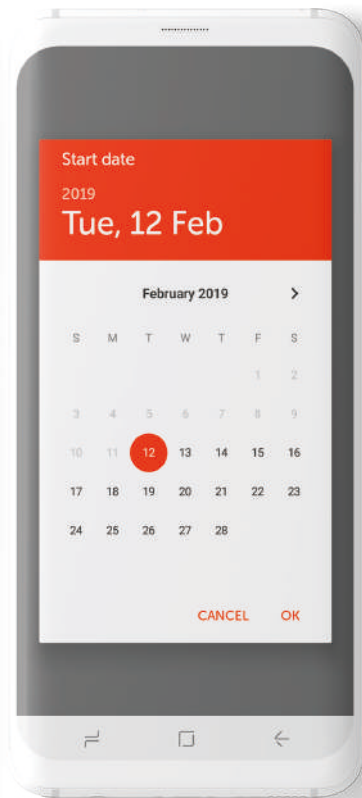 Start date
2019
Tue, 12 Feb
February 2019 >
S M T W T F S
1 2
3 4 5 6 7 8 9
10 11 12 13 14 15 16
17 18 19 20 21 22 23
24 25 26 27 28
CANCEL OK